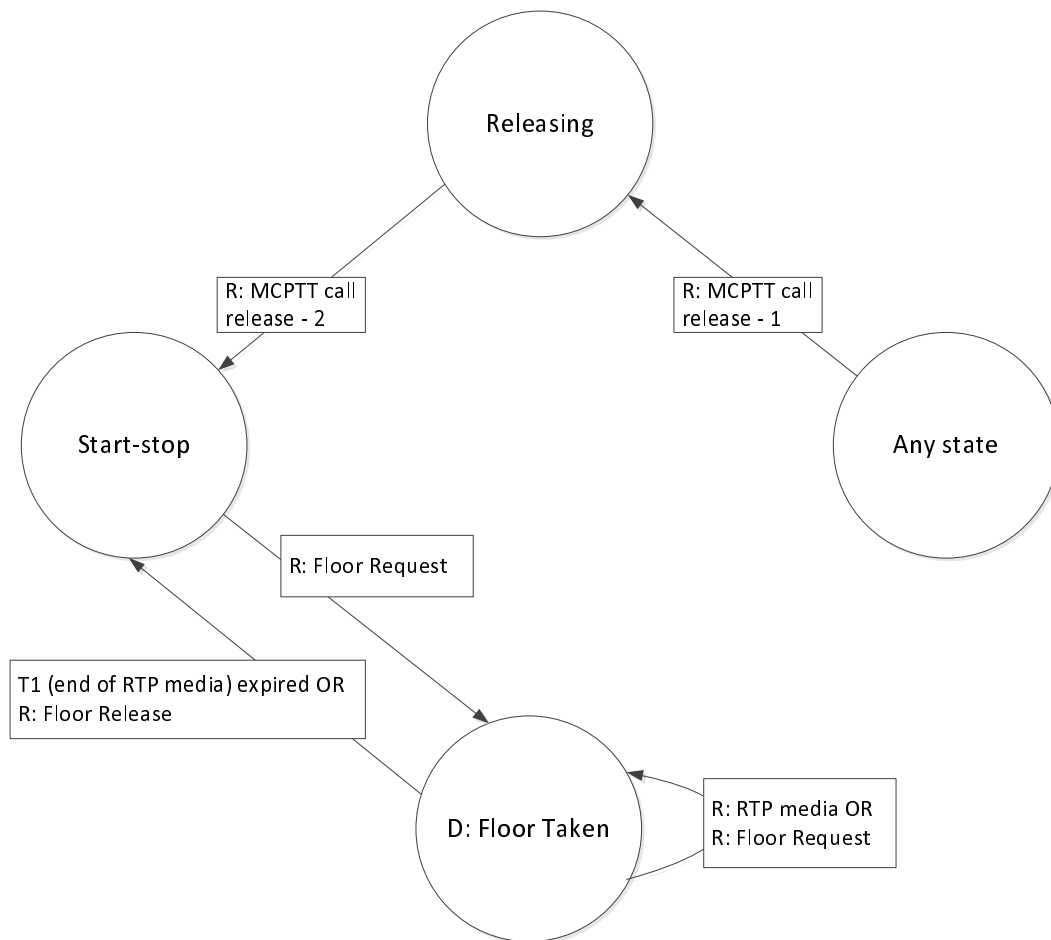 Releasing
R: MCPTT call
release - 2
R: MCPTT call
release - 1
Start-stop
Any state
R: Floor Request
T1 (end of RTP media) expired OR
R: Floor Release
D: Floor Taken
R: RTP media OR
R: Floor Request